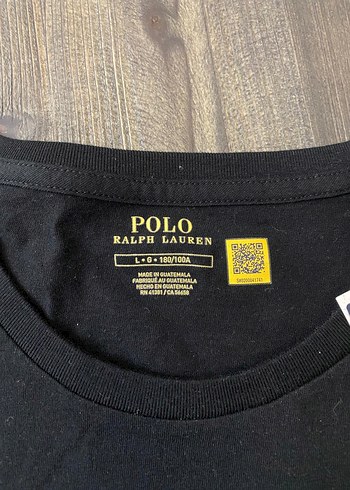 POLO
RALPH LAUREN
L • G • 180/100A
MADE IN GUATEMALA
FABRIQUÉ AU GUATEMALA
HECHO EN GUATEMALA
RN 41381 / CA 56658